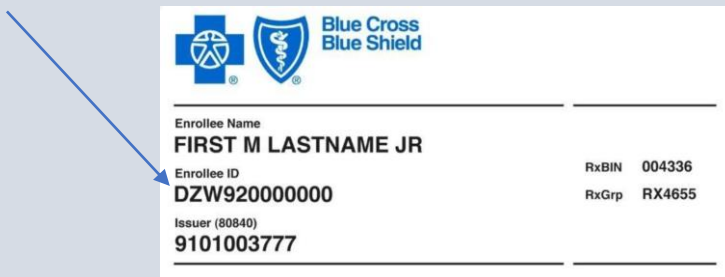 Blue Cross
Blue Shield
Enrollee Name
FIRST M LASTNAME JR
Enrollee ID
DZW920000000
Issuer (80840)
9101003777
RxBIN 004336
RxGrp RX4655